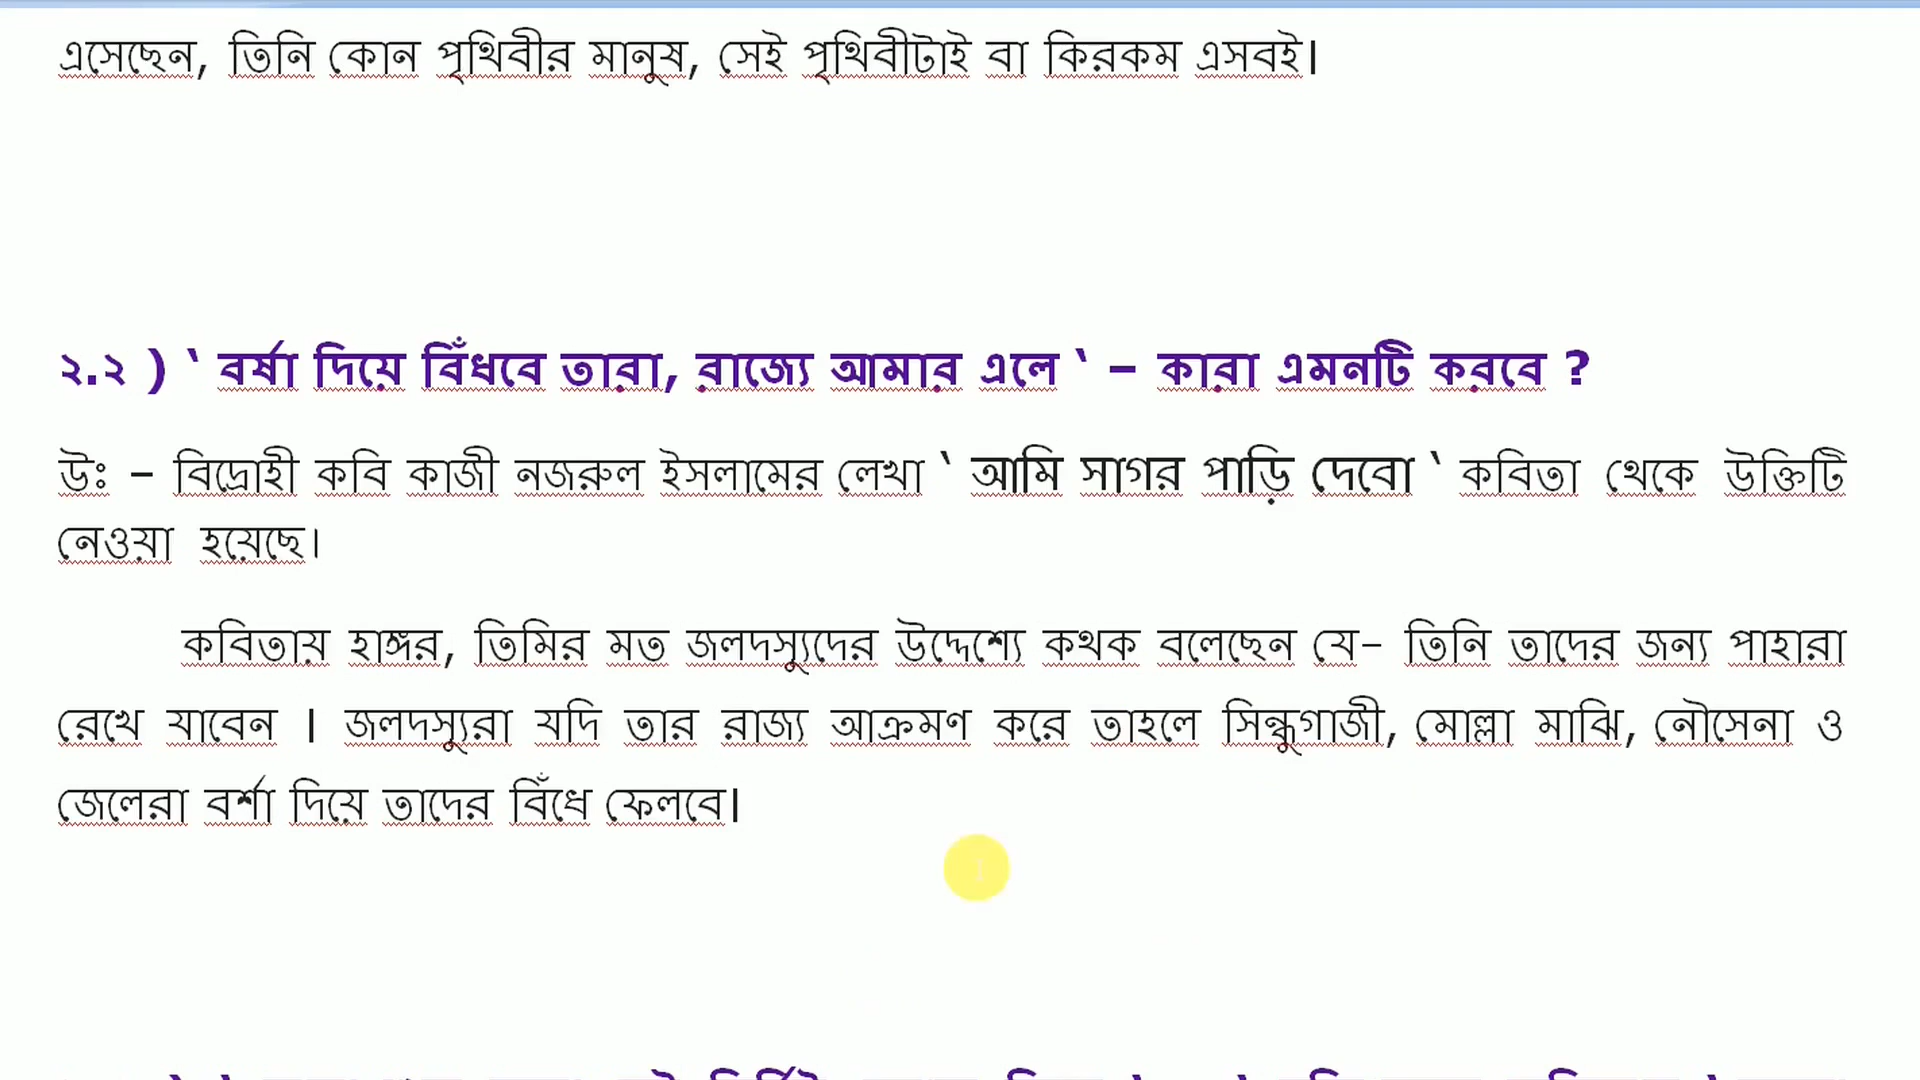 এসেছেন, তিনি কোন পৃথিবীর মানুষ, সেই পৃথিবীটাই বা কিরকম এসবই।
২.২ ) ` বর্ষা দিয়ে বিঁধবে তারা, রাজ্যে আমার এলে ` – কারা এমনটি করবে ?
উঃ – বিদ্রোহী কবি কাজী নজরুল ইসলামের লেখা ` আমি সাগর পাড়ি দেবো ` কবিতা থেকে উক্তিটি
নেওয়া হয়েছে।
কবিতায় হাঙ্গর, তিমির মত জলদস্যুদের উদ্দেশ্যে কথক বলেছেন যে– তিনি তাদের জন্য পাহারা
রেখে যাবেন । জলদস্যুরা যদি তার রাজ্য আক্রমণ করে তাহলে সিন্ধুগাজী, মোল্লা মাঝি, নৌসেনা ও
জেলেরা বর্শা দিয়ে তাদের বিঁধে ফেলবে।